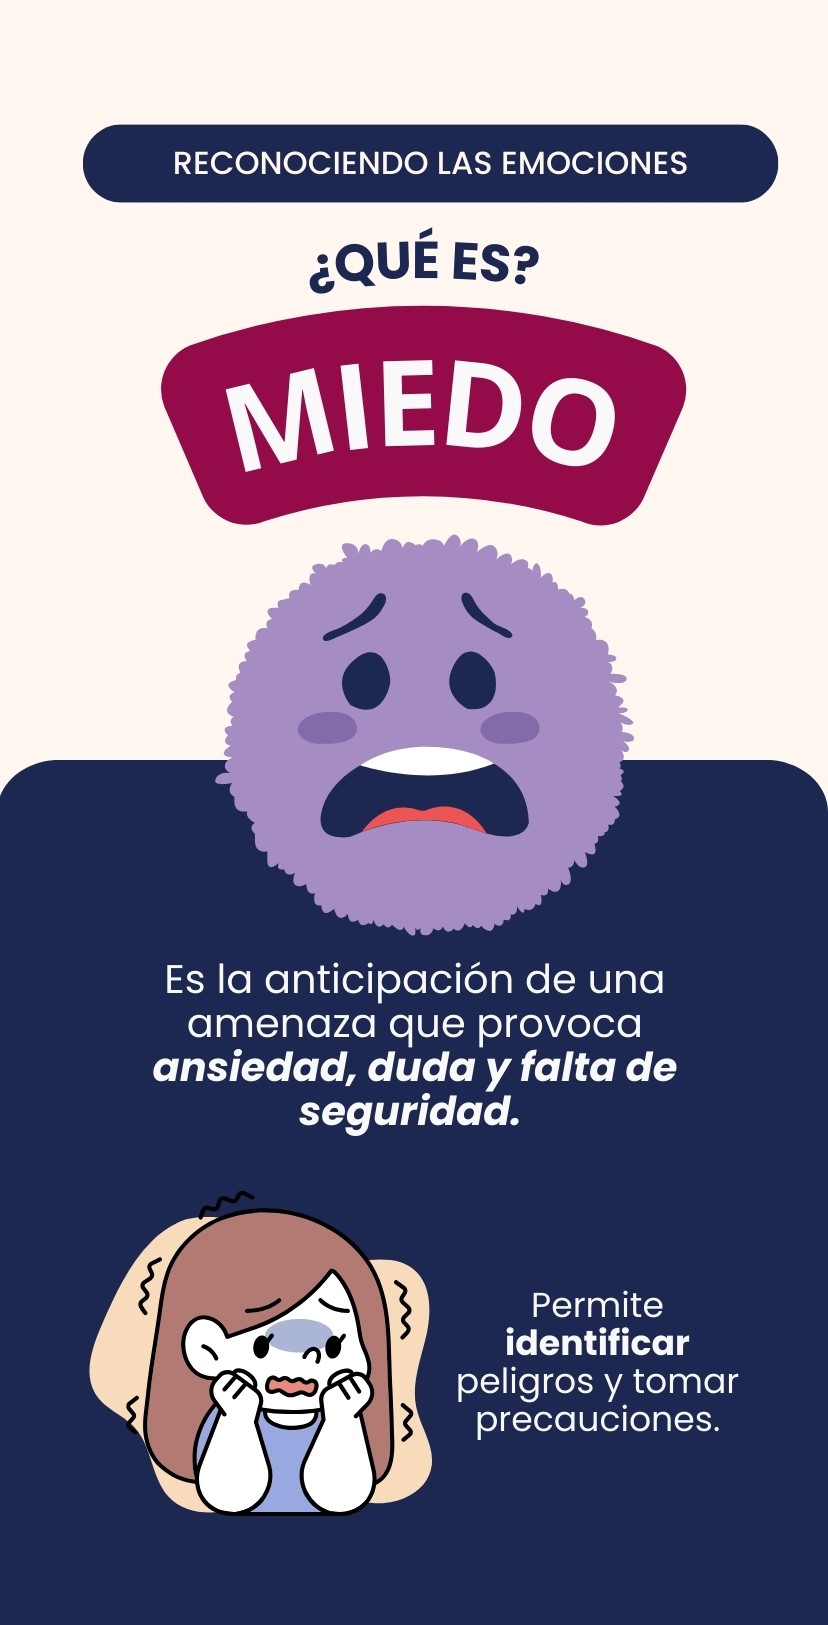 RECONOCIENDO LAS EMOCIONES
¿QUÉ ES?
MIEDO
Es la anticipación de una
amenaza que provoca
ansiedad, duda y falta de
seguridad.
Permite
identificar
peligros y tomar
precauciones.